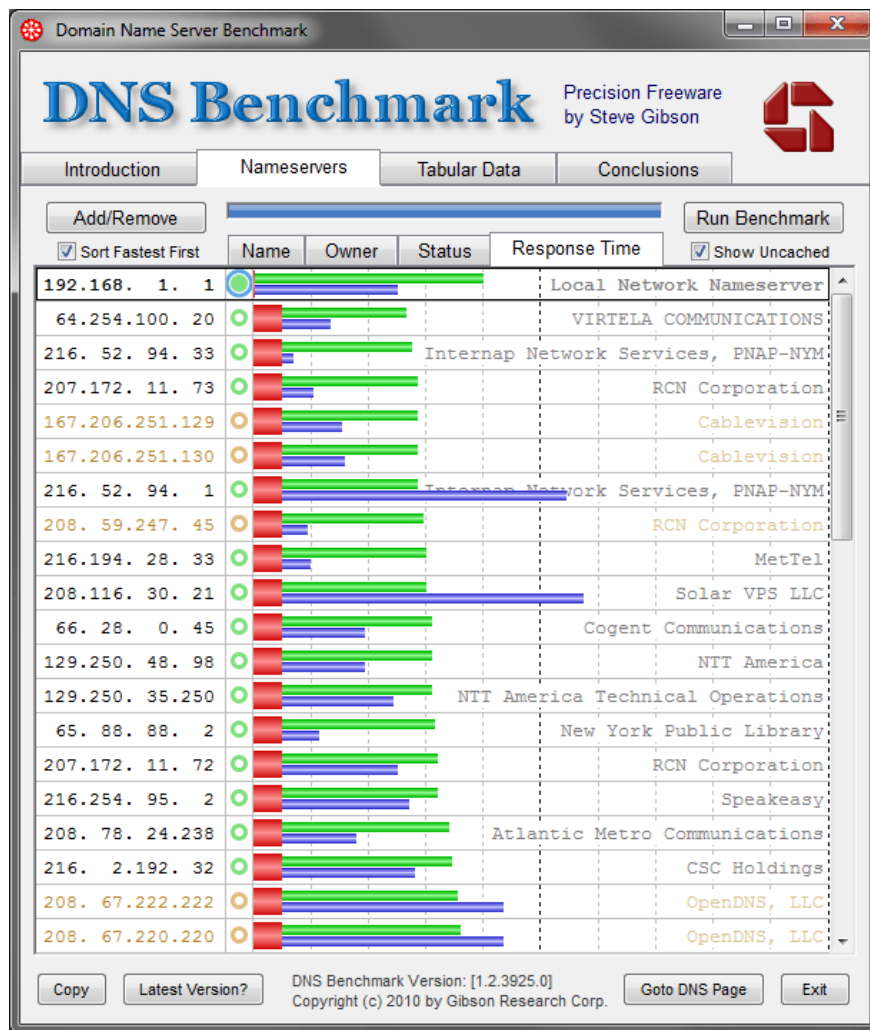 Domain Name Server Benchmark
DNS Benchmark
Precision Freeware
by Steve Gibson
Introduction
Nameservers
Tabular Data
Conclusions
Add/Remove
Run Benchmark
Sort Fastest First
Name
Owner
Status
Response Time
Show Uncached
192.168.  1.  1 Local Network Nameserver
64.254.100. 20 VIRTELA COMMUNICATIONS
216. 52. 94. 33 Internap Network Services, PNAP-NYM
207.172. 11. 73 RCN Corporation
167.206.251.129 Cablevision
167.206.251.130 Cablevision
216. 52. 94.  1 Internap Network Services, PNAP-NYM
208. 59.247. 45 RCN Corporation
216.194. 28. 33 MetTel
208.116. 30. 21 Solar VPS LLC
66. 28.  0. 45 Cogent Communications
129.250. 48. 98 NTT America
129.250. 35.250 NTT America Technical Operations
65. 88. 88.  2 New York Public Library
207.172. 11. 72 RCN Corporation
216.254. 95.  2 Speakeasy
208. 78. 24.238 Atlantic Metro Communications
216.  2.192. 32 CSC Holdings
208. 67.222.222 OpenDNS, LLC
208. 67.220.220 OpenDNS, LLC
Copy
Latest Version?
DNS Benchmark Version: [1.2.3925.0]
Copyright (c) 2010 by Gibson Research Corp.
Goto DNS Page
Exit